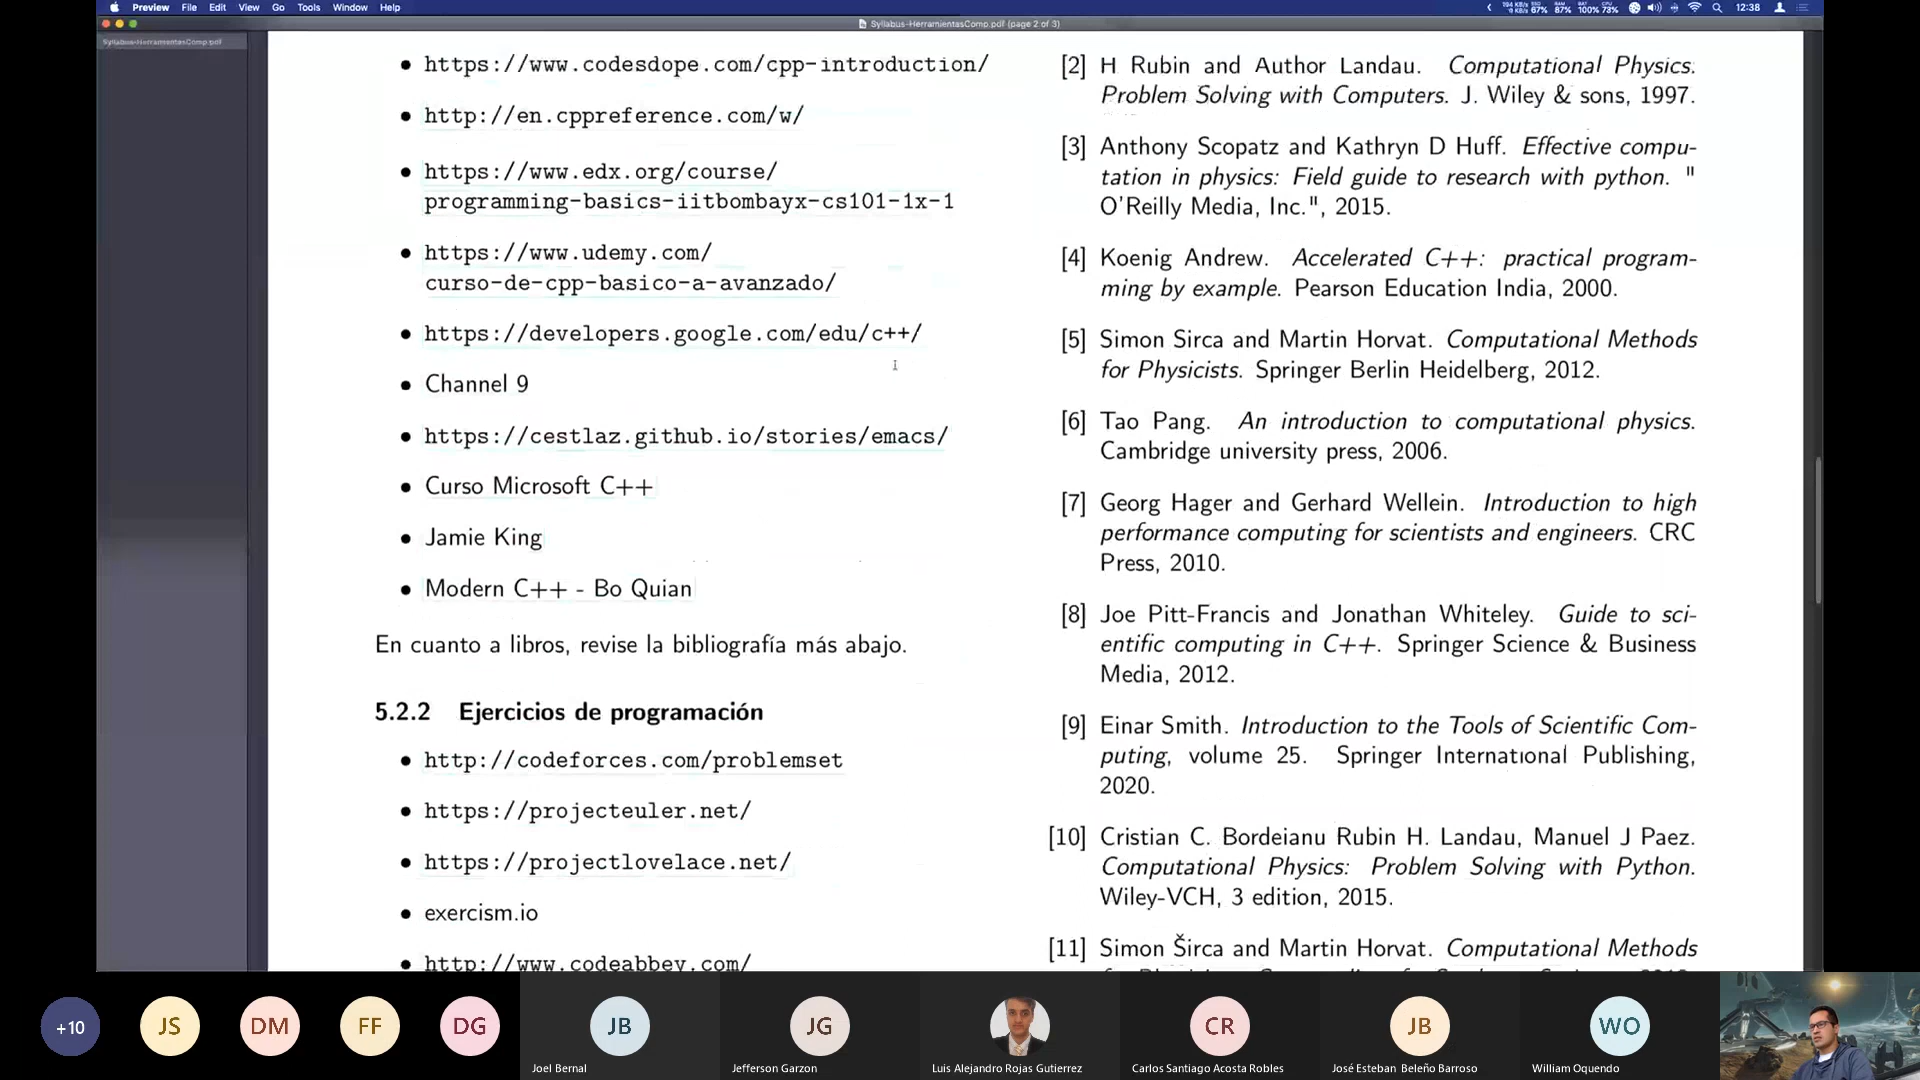 Preview File Edit View Go Tools Window Help
194 KB/s
0 KB/s 67% 87% 100% 73% 12:38
Syllabus-HerramientasComp.pdf (page 2 of 3)
Syllabus-HerramientasComp.pdf
• https://www.codesdope.com/cpp-introduction/
• http://en.cppreference.com/w/
• https://www.edx.org/course/
programming-basics-iitbombayx-cs101-1x-1
• https://www.udemy.com/
curso-de-cpp-basico-a-avanzado/
• https://developers.google.com/edu/c++/
• Channel 9
• https://cestlaz.github.io/stories/emacs/
• Curso Microsoft C++
• Jamie King
• Modern C++ - Bo Quian
En cuanto a libros, revise la bibliografía más abajo.
5.2.2 Ejercicios de programación
• http://codeforces.com/problemset
• https://projecteuler.net/
• https://projectlovelace.net/
• exercism.io
• http://www.codeabbey.com/
[2] H Rubin and Author Landau. Computational Physics.
Problem Solving with Computers. J. Wiley & sons, 1997.
[3] Anthony Scopatz and Kathryn D Huff. Effective compu-
tation in physics: Field guide to research with python. "
O'Reilly Media, Inc.", 2015.
[4] Koenig Andrew. Accelerated C++: practical program-
ming by example. Pearson Education India, 2000.
[5] Simon Sirca and Martin Horvat. Computational Methods
for Physicists. Springer Berlin Heidelberg, 2012.
[6] Tao Pang. An introduction to computational physics.
Cambridge university press, 2006.
[7] Georg Hager and Gerhard Wellein. Introduction to high
performance computing for scientists and engineers. CRC
Press, 2010.
[8] Joe Pitt-Francis and Jonathan Whiteley. Guide to sci-
entific computing in C++. Springer Science & Business
Media, 2012.
[9] Einar Smith. Introduction to the Tools of Scientific Com-
puting, volume 25. Springer International Publishing,
2020.
[10] Cristian C. Bordeianu Rubin H. Landau, Manuel J Paez.
Computational Physics: Problem Solving with Python.
Wiley-VCH, 3 edition, 2015.
[11] Simon Širca and Martin Horvat. Computational Methods
+10 JS DM FF DG JB JG CR JB WO
Joel Bernal Jefferson Garzon Luis Alejandro Rojas Gutierrez Carlos Santiago Acosta Robles José Esteban Beleño Barroso William Oquendo